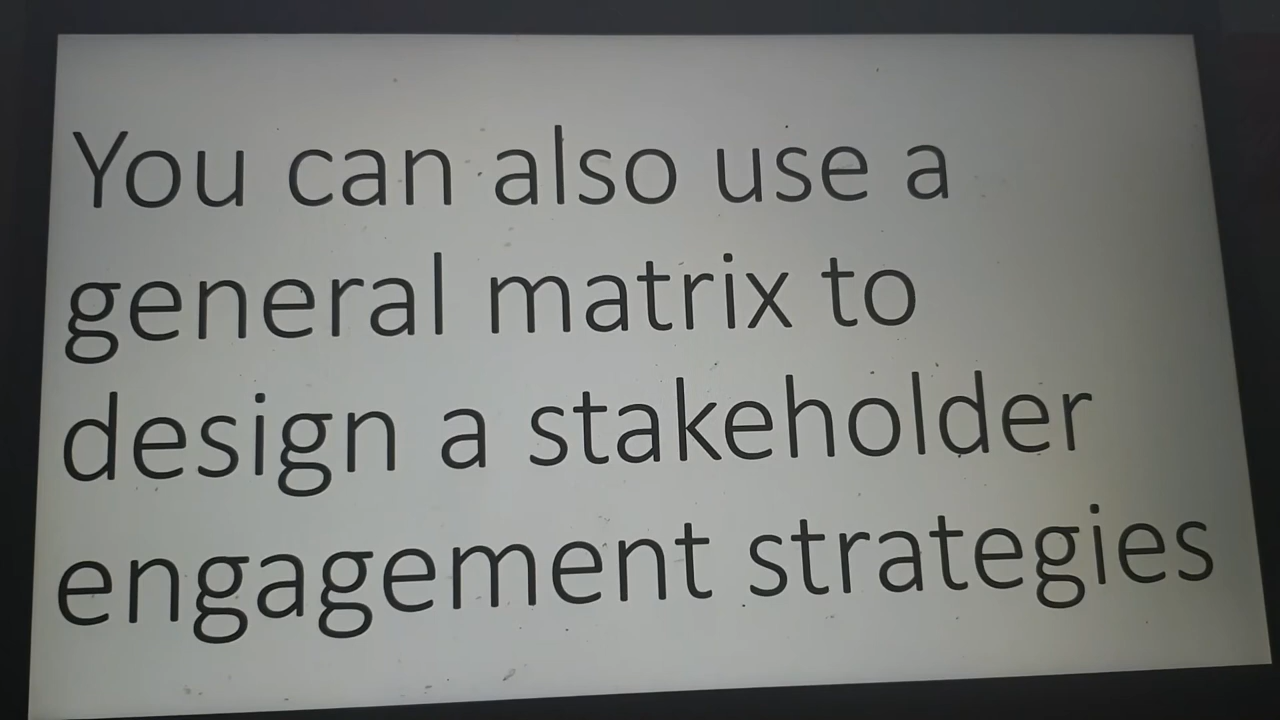 You can also use a
general matrix to
design a stakeholder
engagement strategies